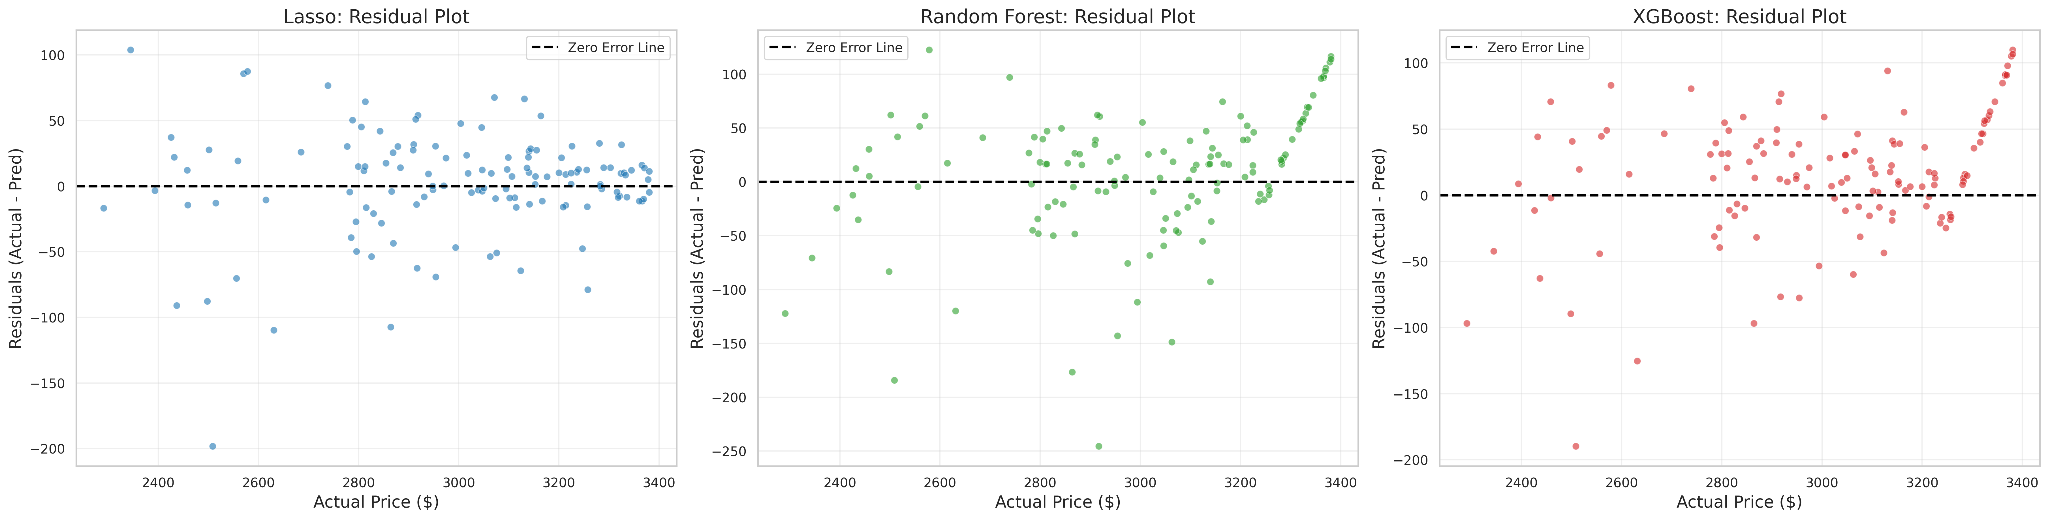 Lasso: Residual Plot
Residuals (Actual - Pred)
100
50
0
−50
−100
−150
−200
Zero Error Line
2400 2600 2800 3000 3200 3400
Actual Price ($)
Random Forest: Residual Plot
Residuals (Actual - Pred)
100
50
0
−50
−100
−150
−200
−250
Zero Error Line
2400 2600 2800 3000 3200 3400
Actual Price ($)
XGBoost: Residual Plot
Residuals (Actual - Pred)
100
50
0
−50
−100
−150
−200
Zero Error Line
2400 2600 2800 3000 3200 3400
Actual Price ($)